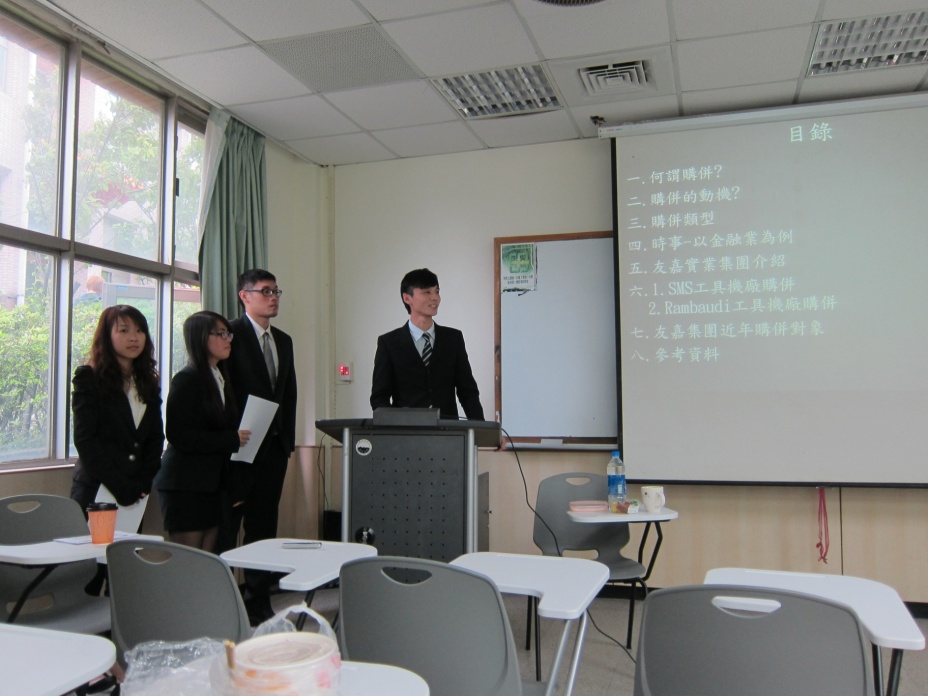 目錄
一.何謂購併?
二.購併的動機?
三.購併類型
四.時事-以金融業為例
五.友嘉實業集團介紹
六.1.SMS工具機廠購併
2.Rambaudi工具機廠購併
七.友嘉集團近年購併對象
八.參考資料